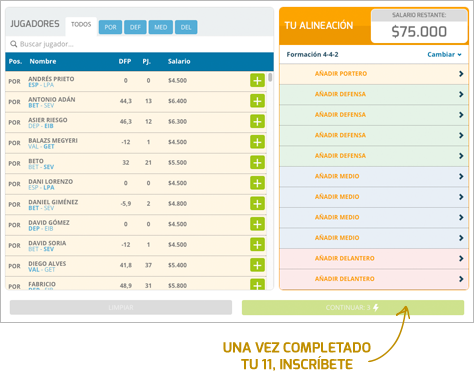 JUGADORES
TODOS
POR
DEF
MED
DEL
Buscar jugador...
Pos. Nombre DFP PJ. Salario
POR ANDRÉS PRIETO 0 0 $4.500
ESP - LPA
POR ANTONIO ADÁN 44,3 13 $6.400
BET - SEV
POR ASIER RIESGO 46,3 12 $6.300
DEP - EIB
POR BALAZS MEGYERI -12 1 $4.500
VAL - GET
POR BETO 32 21 $5.500
BET - SEV
POR DANI LORENZO 0 0 $4.500
ESP - LPA
POR DANIEL GIMÉNEZ -5,9 2 $4.800
BET - SEV
POR DAVID GÓMEZ 0 0 $4.500
DEP - EIB
POR DAVID SORIA -12 1 $4.500
BET - SEV
POR DIEGO ALVES 41,8 37 $5.400
VAL - GET
POR FABRICIO 48,9 31 $5.800
LIMPIAR
TU ALINEACIÓN
SALARIO RESTANTE:
$75.000
Formación 4-4-2 Cambiar
AÑADIR PORTERO
AÑADIR DEFENSA
AÑADIR DEFENSA
AÑADIR DEFENSA
AÑADIR DEFENSA
AÑADIR MEDIO
AÑADIR MEDIO
AÑADIR MEDIO
AÑADIR MEDIO
AÑADIR DELANTERO
AÑADIR DELANTERO
CONTINUAR: 3
UNA VEZ COMPLETADO
TU 11, INSCRÍBETE